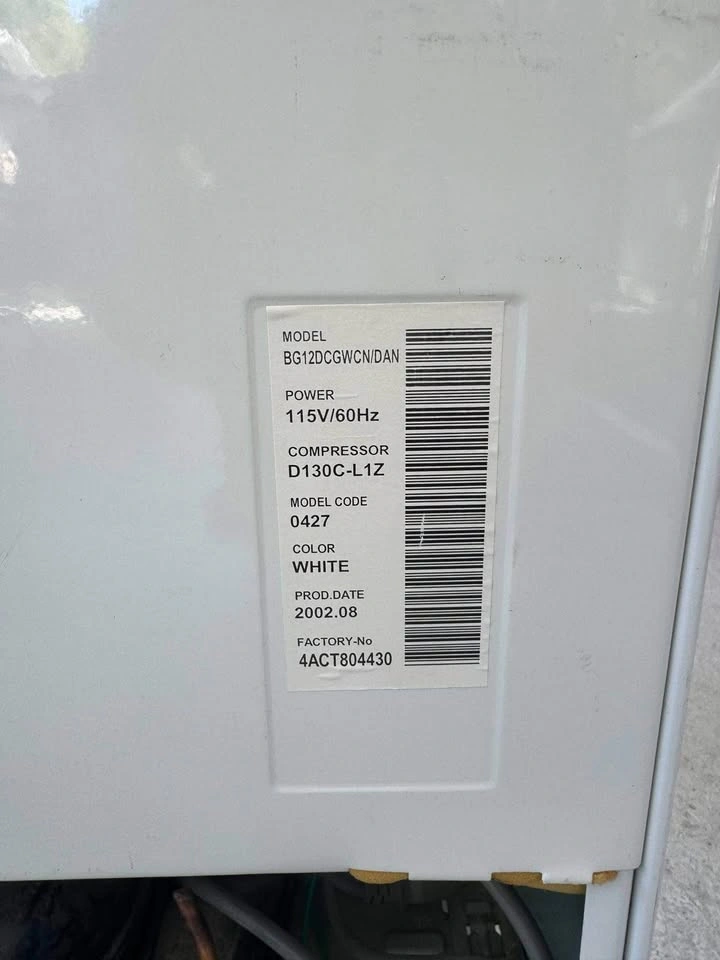 MODEL
BG12DCGWCN/DAN
POWER
115V/60Hz
COMPRESSOR
D130C-L1Z
MODEL CODE
0427
COLOR
WHITE
PROD.DATE
2002.08
FACTORY-No
4ACT804430